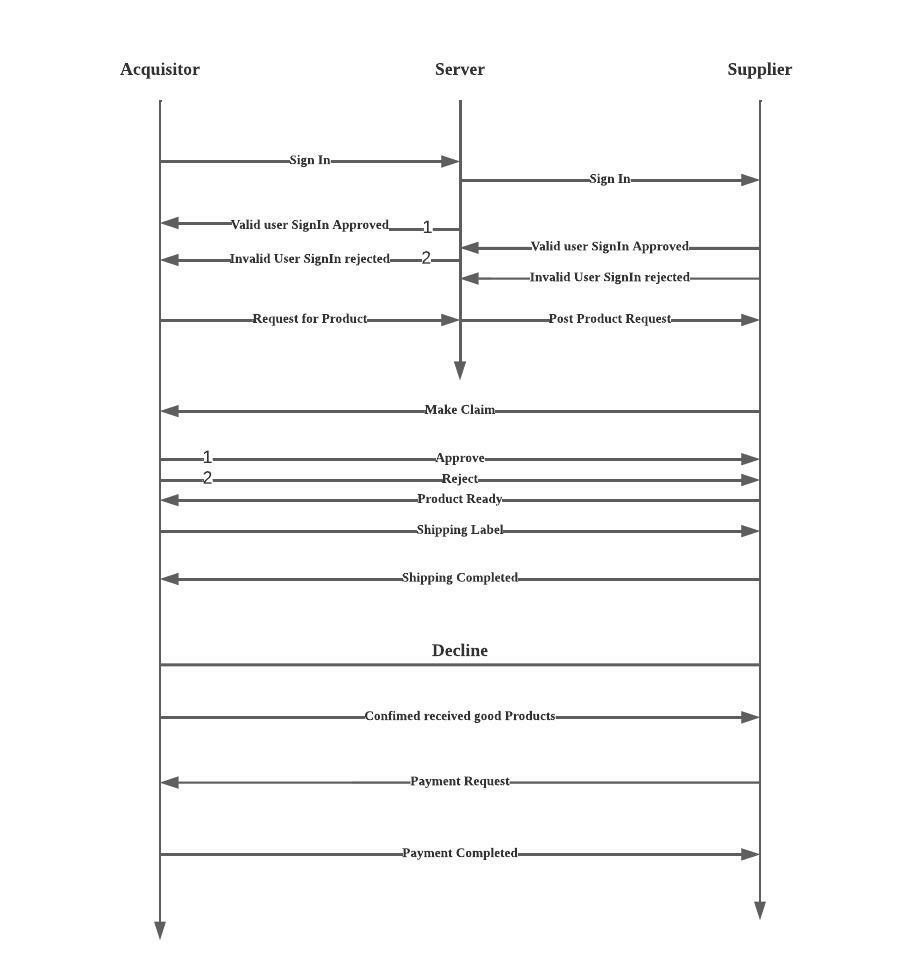 Acquisitor
Server
Supplier
Sign In
Sign In
Valid user SignIn Approved
1
Valid user SignIn Approved
Invalid User SignIn rejected
2
Invalid User SignIn rejected
Request for Product
Post Product Request
Make Claim
1
Approve
2
Reject
Product Ready
Shipping Label
Shipping Completed
Decline
Confimed received good Products
Payment Request
Payment Completed